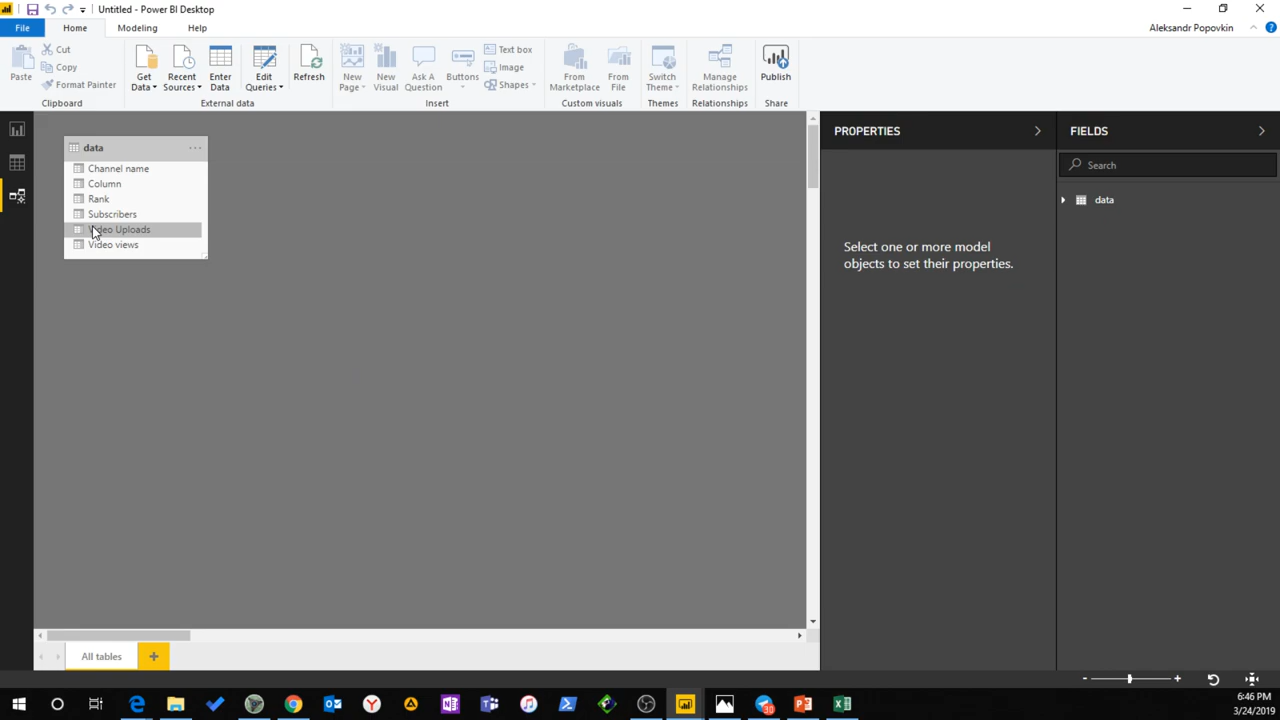 Untitled - Power BI Desktop
File
Home
Modeling
Help
Aleksandr Popovkin
Paste
Cut
Copy
Format Painter
Clipboard
Get Data
Recent Sources
Enter Data
Edit Queries
Refresh
External data
New Page
New Visual
Ask A Question
Buttons
Text box
Image
Shapes
Insert
From Marketplace
From File
Custom visuals
Switch Theme
Themes
Manage Relationships
Relationships
Publish
Share
data
Channel name
Column
Rank
Subscribers
Video Uploads
Video views
PROPERTIES
Select one or more model
objects to set their properties.
FIELDS
Search
data
All tables
6:46 PM
3/24/2019